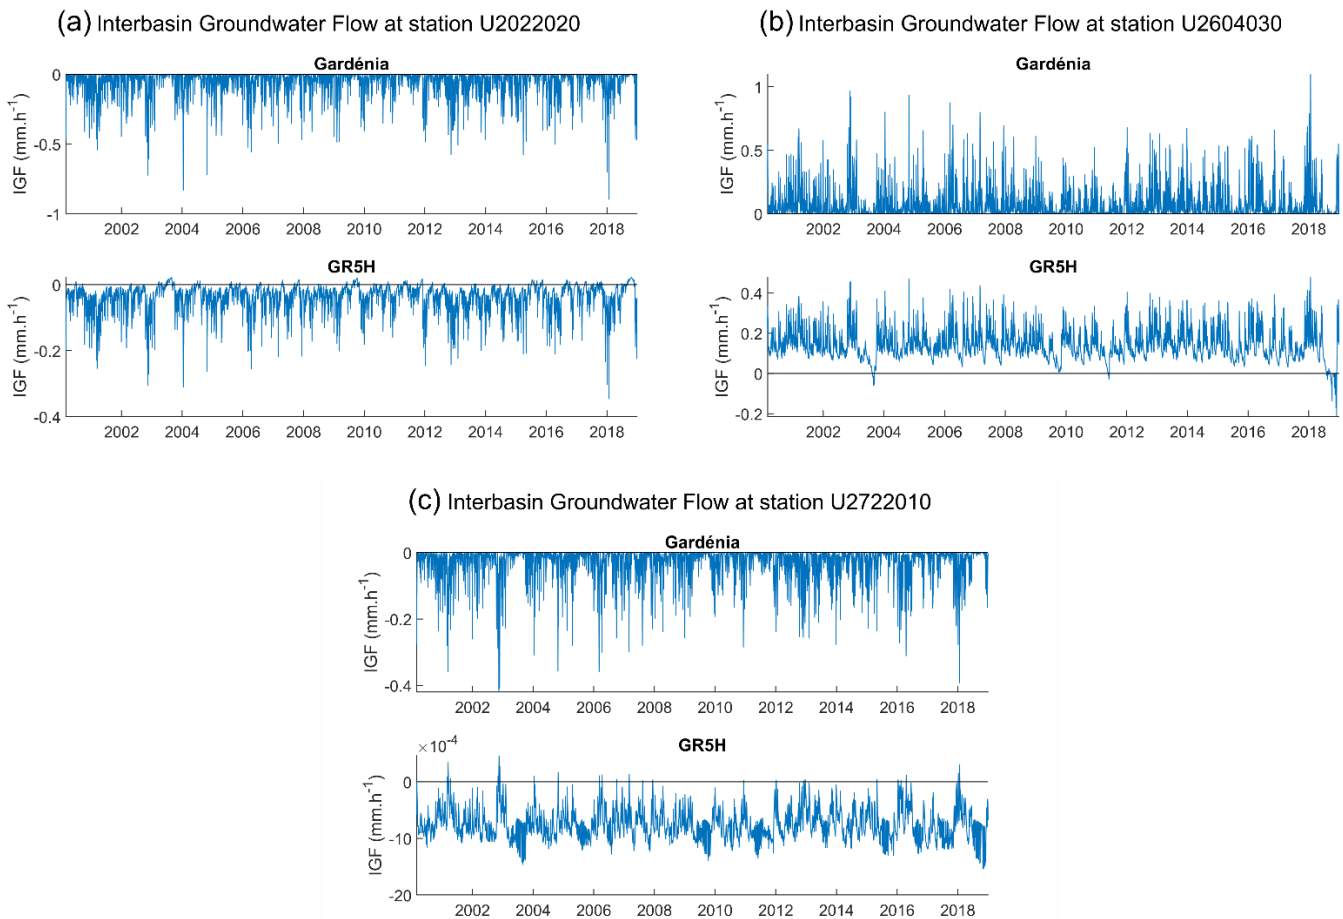 (a) Interbasin Groundwater Flow at station U2022020
Gardénia
0
-0.5
-1
IGF (mm.h⁻¹)
2002 2004 2006 2008 2010 2012 2014 2016 2018
GR5H
0
-0.2
-0.4
IGF (mm.h⁻¹)
2002 2004 2006 2008 2010 2012 2014 2016 2018
(b) Interbasin Groundwater Flow at station U2604030
Gardénia
1
0.5
0
IGF (mm.h⁻¹)
2002 2004 2006 2008 2010 2012 2014 2016 2018
GR5H
0.4
0.2
0
-0.2
IGF (mm.h⁻¹)
2002 2004 2006 2008 2010 2012 2014 2016 2018
(c) Interbasin Groundwater Flow at station U2722010
Gardénia
0
-0.2
-0.4
IGF (mm.h⁻¹)
2002 2004 2006 2008 2010 2012 2014 2016 2018
×10⁻⁴
GR5H
0
-10
-20
IGF (mm.h⁻¹)
2002 2004 2006 2008 2010 2012 2014 2016 2018